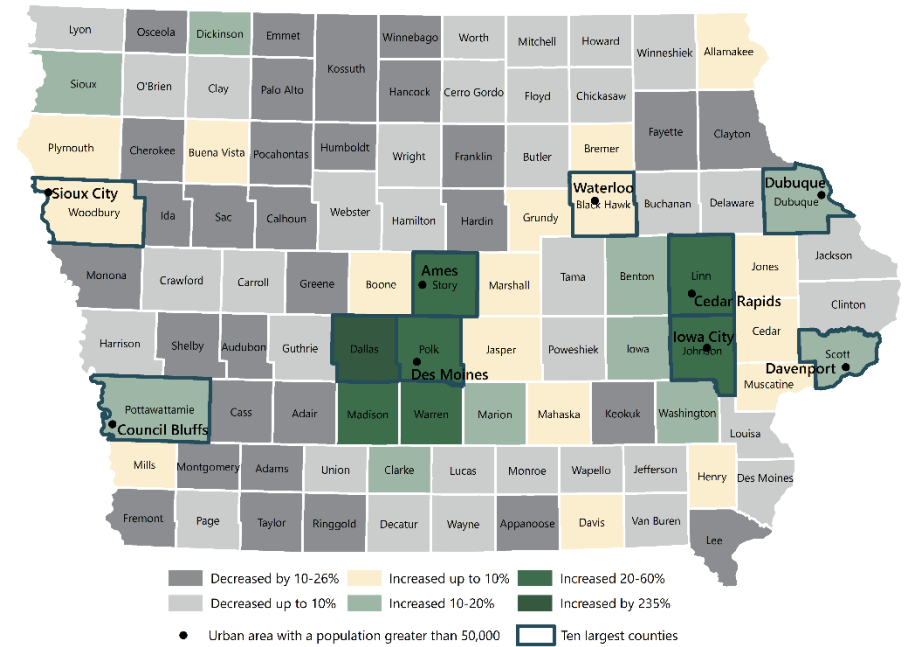 Lyon
Osceola
Dickinson
Emmet
Kossuth
Winnebago
Worth
Mitchell
Howard
Winneshiek
Allamakee
Sioux
O'Brien
Clay
Palo Alto
Hancock
Cerro Gordo
Floyd
Chickasaw
Fayette
Clayton
Plymouth
Cherokee
Buena Vista
Pocahontas
Humboldt
Wright
Franklin
Butler
Bremer
Sioux City
Woodbury
Ida
Sac
Calhoun
Webster
Hamilton
Hardin
Grundy
Waterloo
Black Hawk
Buchanan
Delaware
Dubuque
Dubuque
Monona
Crawford
Carroll
Greene
Boone
Ames
Story
Marshall
Tama
Benton
Linn
Cedar Rapids
Jones
Jackson
Clinton
Harrison
Shelby
Audubon
Guthrie
Dallas
Polk
Des Moines
Jasper
Poweshiek
Iowa
Iowa City
Johnson
Cedar
Scott
Davenport
Muscatine
Pottawattamie
Council Bluffs
Cass
Adair
Madison
Warren
Marion
Mahaska
Keokuk
Washington
Louisa
Mills
Montgomery
Adams
Union
Clarke
Lucas
Monroe
Wapello
Jefferson
Henry
Des Moines
Fremont
Page
Taylor
Ringgold
Decatur
Wayne
Appanoose
Davis
Van Buren
Lee
Decreased by 10-26%
Increased up to 10%
Increased 20-60%
Decreased up to 10%
Increased 10-20%
Increased by 235%
Urban area with a population greater than 50,000
Ten largest counties